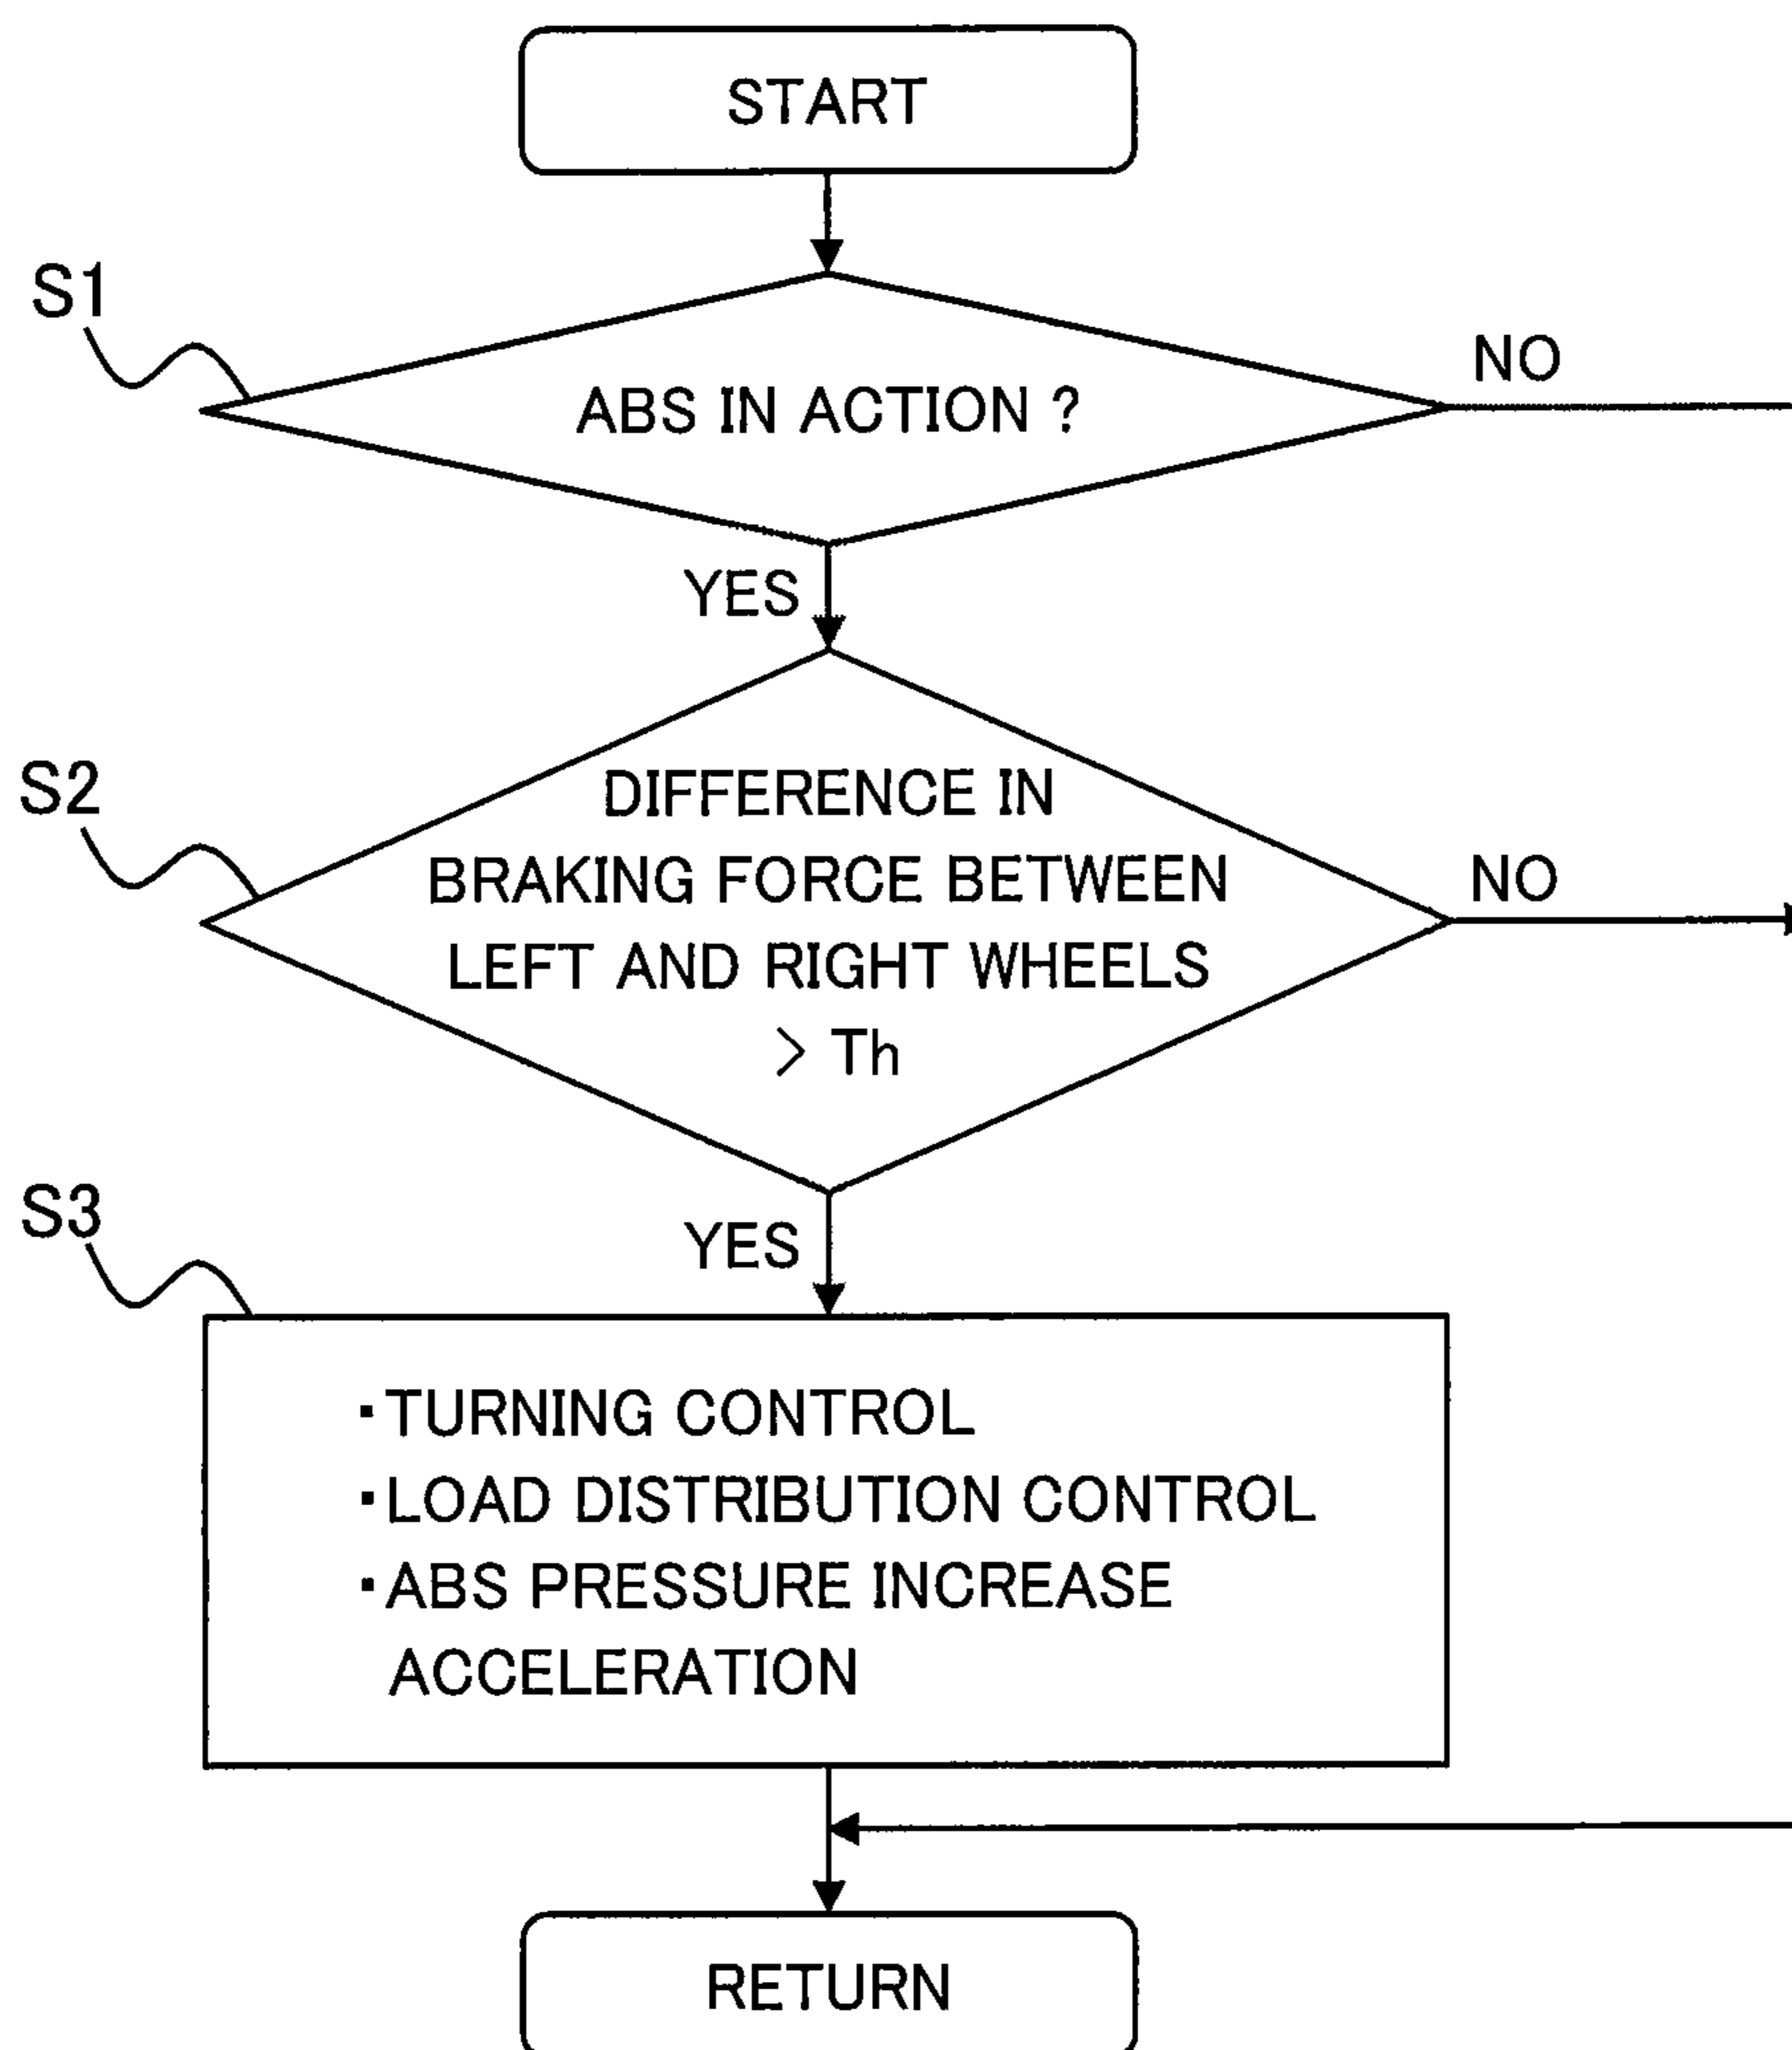 START
S1
ABS IN ACTION ?
NO
YES
S2
DIFFERENCE IN
BRAKING FORCE BETWEEN
LEFT AND RIGHT WHEELS
> Th
NO
YES
S3
・TURNING CONTROL
・LOAD DISTRIBUTION CONTROL
・ABS PRESSURE INCREASE
ACCELERATION
RETURN